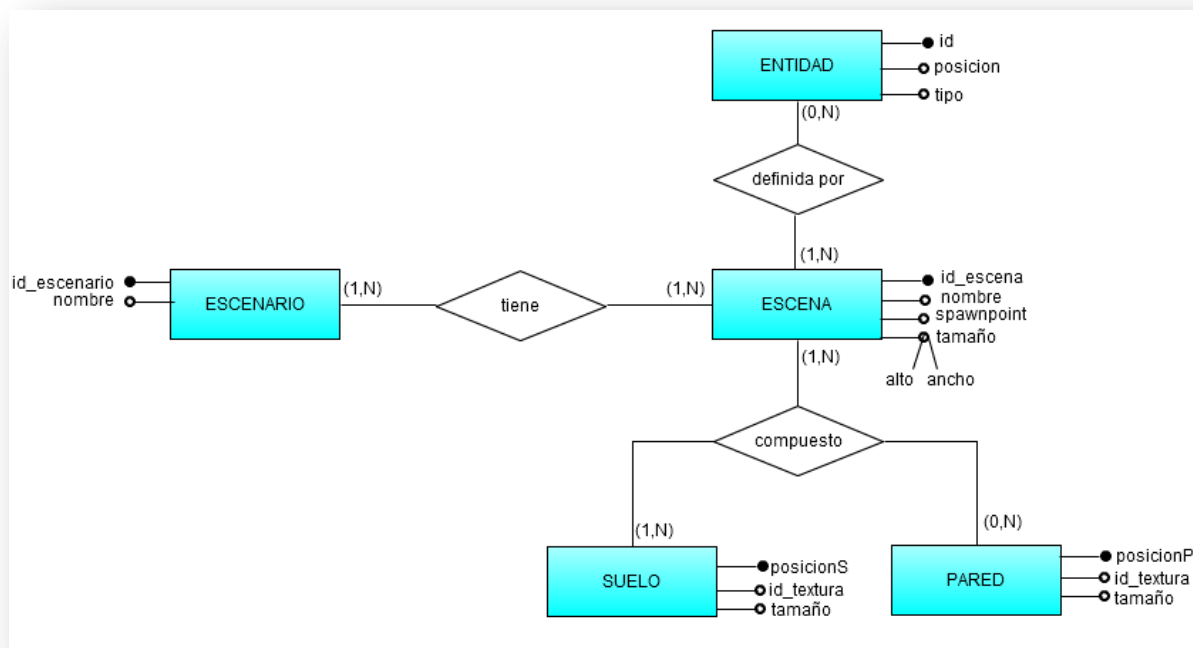 ENTIDAD
id
posicion
tipo
(0,N)
definida por
(1,N)
id_escenario
nombre
ESCENARIO
(1,N)
tiene
(1,N)
ESCENA
id_escena
nombre
spawnpoint
tamaño
alto ancho
(1,N)
compuesto
(1,N)
(0,N)
SUELO
posicionS
id_textura
tamaño
PARED
posicionP
id_textura
tamaño